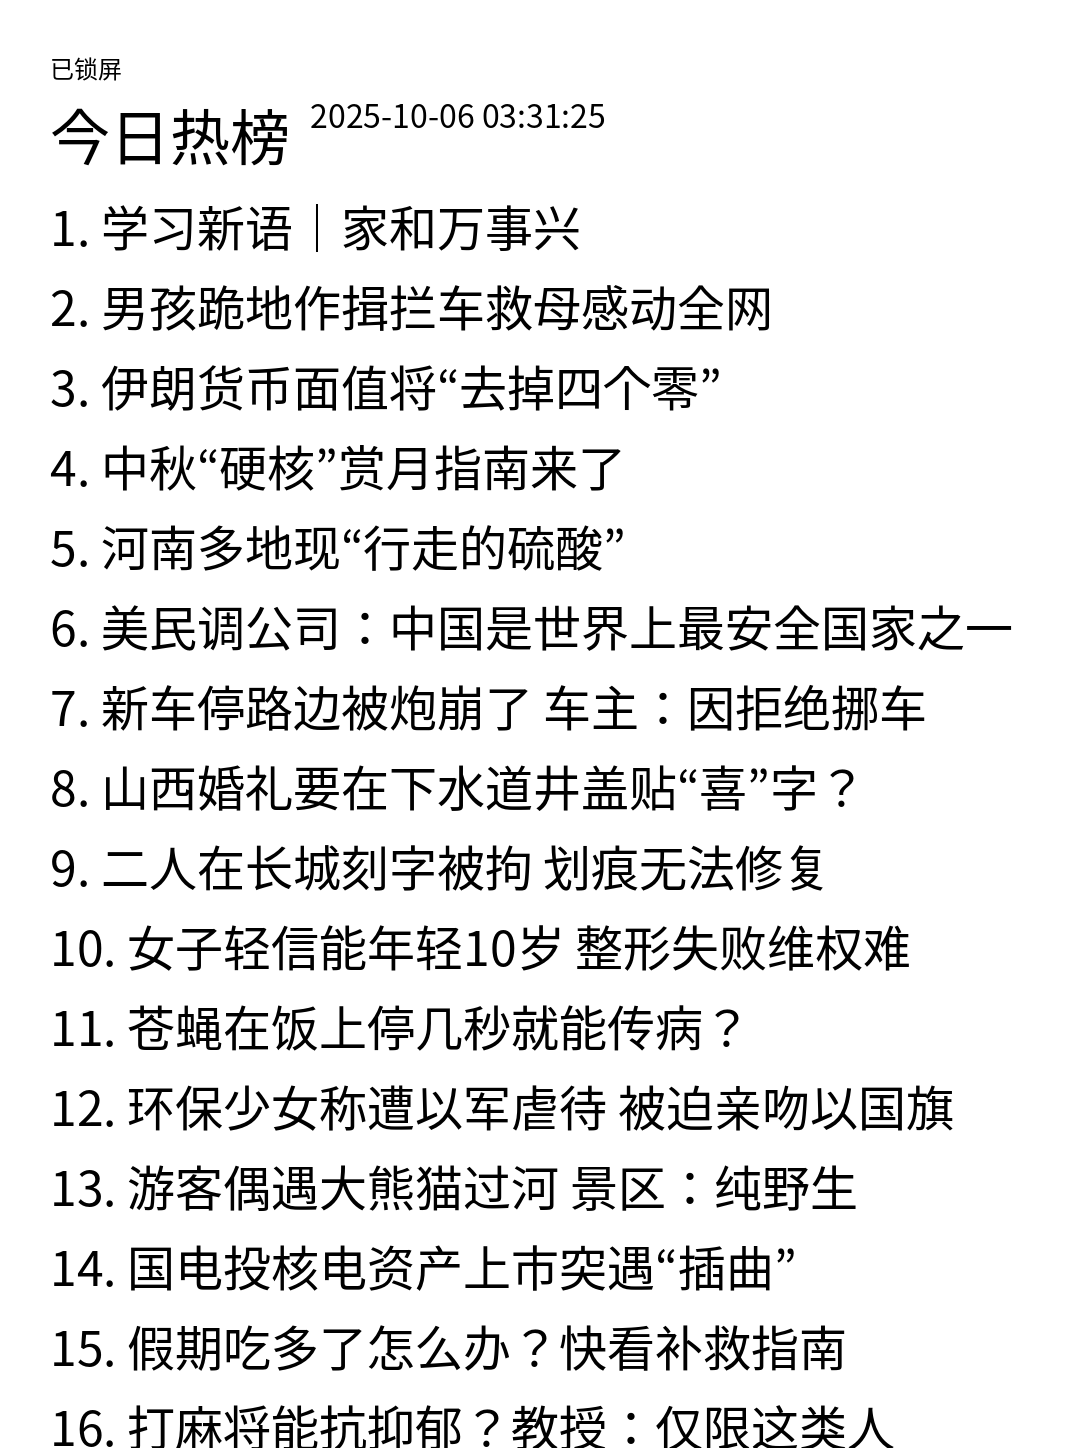 已锁屏
今日热榜 2025-10-06 03:31:25
1. 学习新语｜家和万事兴
2. 男孩跪地作揖拦车救母感动全网
3. 伊朗货币面值将“去掉四个零”
4. 中秋“硬核”赏月指南来了
5. 河南多地现“行走的硫酸”
6. 美民调公司：中国是世界上最安全国家之一
7. 新车停路边被炮崩了 车主：因拒绝挪车
8. 山西婚礼要在下水道井盖贴“喜”字？
9. 二人在长城刻字被拘 划痕无法修复
10. 女子轻信能年轻10岁 整形失败维权难
11. 苍蝇在饭上停几秒就能传病？
12. 环保少女称遭以军虐待 被迫亲吻以国旗
13. 游客偶遇大熊猫过河 景区：纯野生
14. 国电投核电资产上市突遇“插曲”
15. 假期吃多了怎么办？快看补救指南
16. 打麻将能抗抑郁？教授：仅限这类人